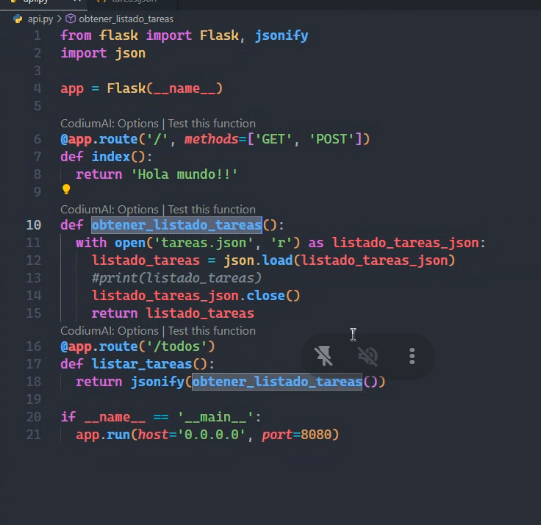 api.py > obtener_listado_tareas
1 from flask import Flask, jsonify
2 import json
3
4 app = Flask(__name__)
5
CodiumAI: Options | Test this function
6 @app.route('/', methods=['GET', 'POST'])
7 def index():
8   return 'Hola mundo!!'
9
CodiumAI: Options | Test this function
10 def obtener_listado_tareas():
11   with open('tareas.json', 'r') as listado_tareas_json:
12     listado_tareas = json.load(listado_tareas_json)
13     #print(listado_tareas)
14     listado_tareas_json.close()
15     return listado_tareas
CodiumAI: Options | Test this function
16 @app.route('/todos')
17 def listar_tareas():
18   return jsonify(obtener_listado_tareas())
19
20 if __name__ == '__main__':
21   app.run(host='0.0.0.0', port=8080)